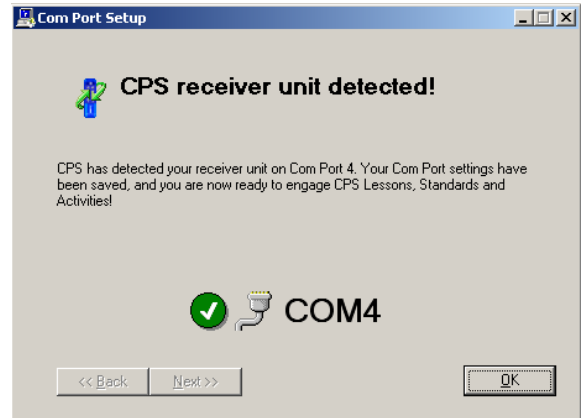 Com Port Setup
CPS receiver unit detected!
CPS has detected your receiver unit on Com Port 4. Your Com Port settings have
been saved, and you are now ready to engage CPS Lessons, Standards and
Activities!
COM4
<< Back
Next >>
OK